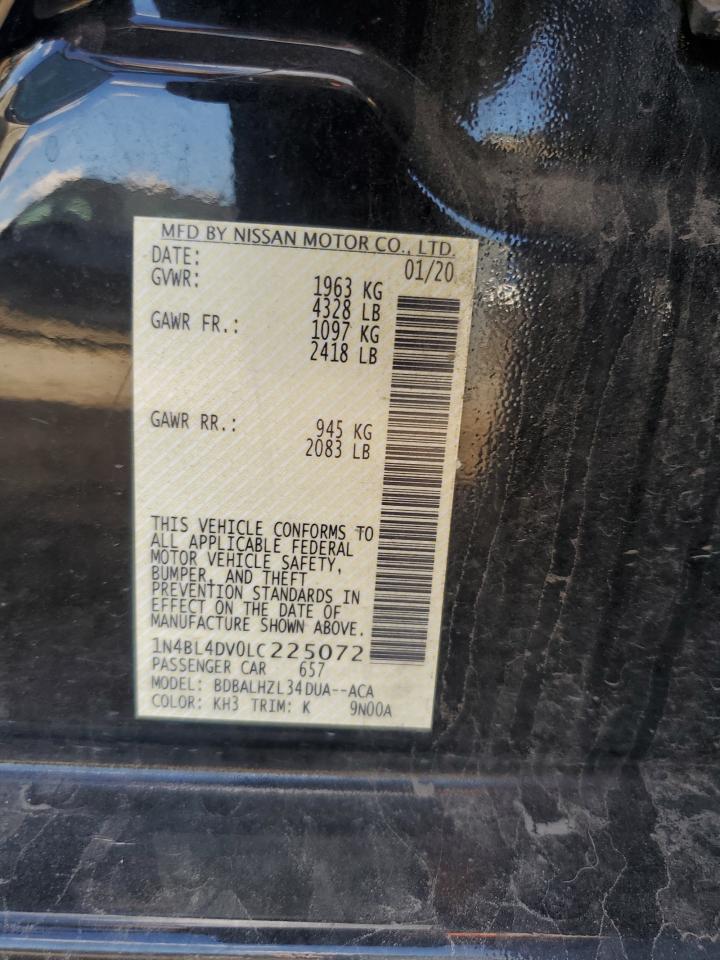 MFD BY NISSAN MOTOR CO., LTD.
DATE: 01/20
GVWR: 1963 KG
4328 LB
GAWR FR.: 1097 KG
2418 LB
GAWR RR.: 945 KG
2083 LB
THIS VEHICLE CONFORMS TO
ALL APPLICABLE FEDERAL
MOTOR VEHICLE SAFETY,
BUMPER, AND THEFT
PREVENTION STANDARDS IN
EFFECT ON THE DATE OF
MANUFACTURE SHOWN ABOVE.
1N4BL4DV0LC225072
PASSENGER CAR 657
MODEL: BDBALHZL34DUA--ACA
COLOR: KH3 TRIM: K 9N00A